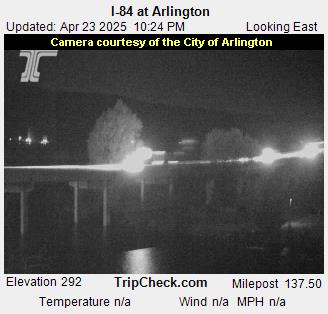 I-84 at Arlington
Updated: Apr 23 2025 10:24 PM Looking East
Camera courtesy of the City of Arlington
Elevation 292 TripCheck.com Milepost 137.50
Temperature n/a Wind n/a MPH n/a